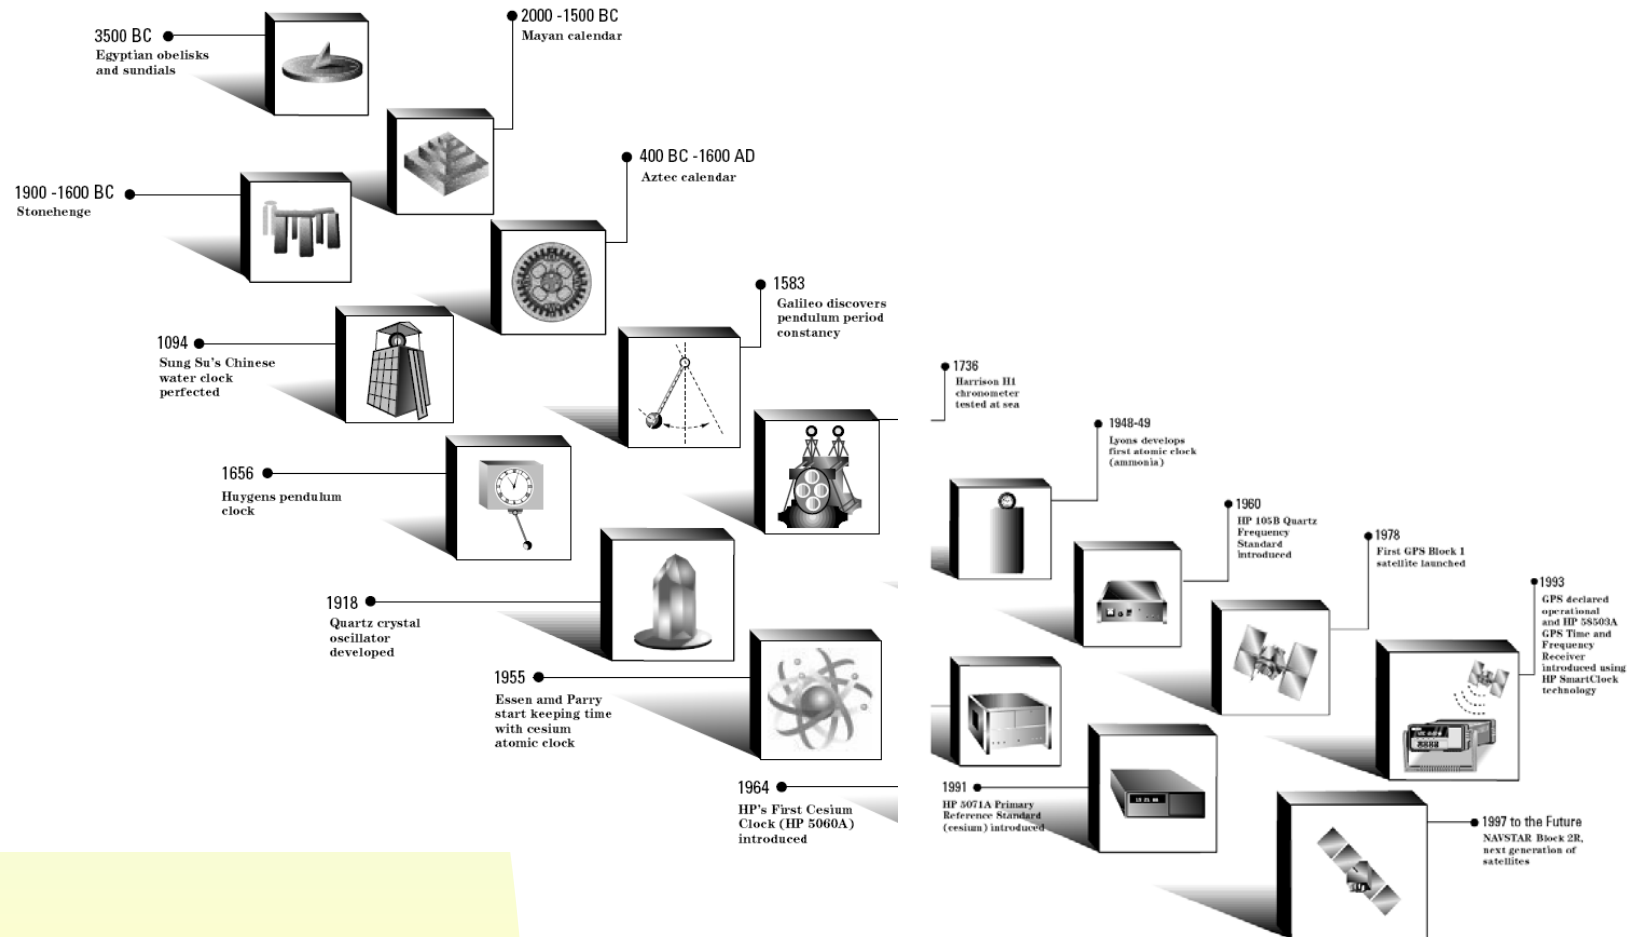 3500 BC
Egyptian obelisks
and sundials
2000 -1500 BC
Mayan calendar
1900 -1600 BC
Stonehenge
400 BC -1600 AD
Aztec calendar
1094
Sung Su's Chinese
water clock
perfected
1583
Galileo discovers
pendulum period
constancy
1656
Huygens pendulum
clock
1736
Harrison H1
chronometer
tested at sea
1918
Quartz crystal
oscillator
developed
1948-49
Lyons develops
first atomic clock
(ammonia)
1955
Essen amd Parry
start keeping time
with cesium
atomic clock
1960
HP 105B Quartz
Frequency
Standard
introduced
1964
HP's First Cesium
Clock (HP 5060A)
introduced
1978
First GPS Block 1
satellite launched
1991
HP 5071A Primary
Reference Standard
(cesium) introduced
1993
GPS declared
operational
and HP 58503A
GPS Time and
Frequency
Receiver
introduced using
HP SmartClock
technology
1997 to the Future
NAVSTAR Block 2R,
next generation of
satellites